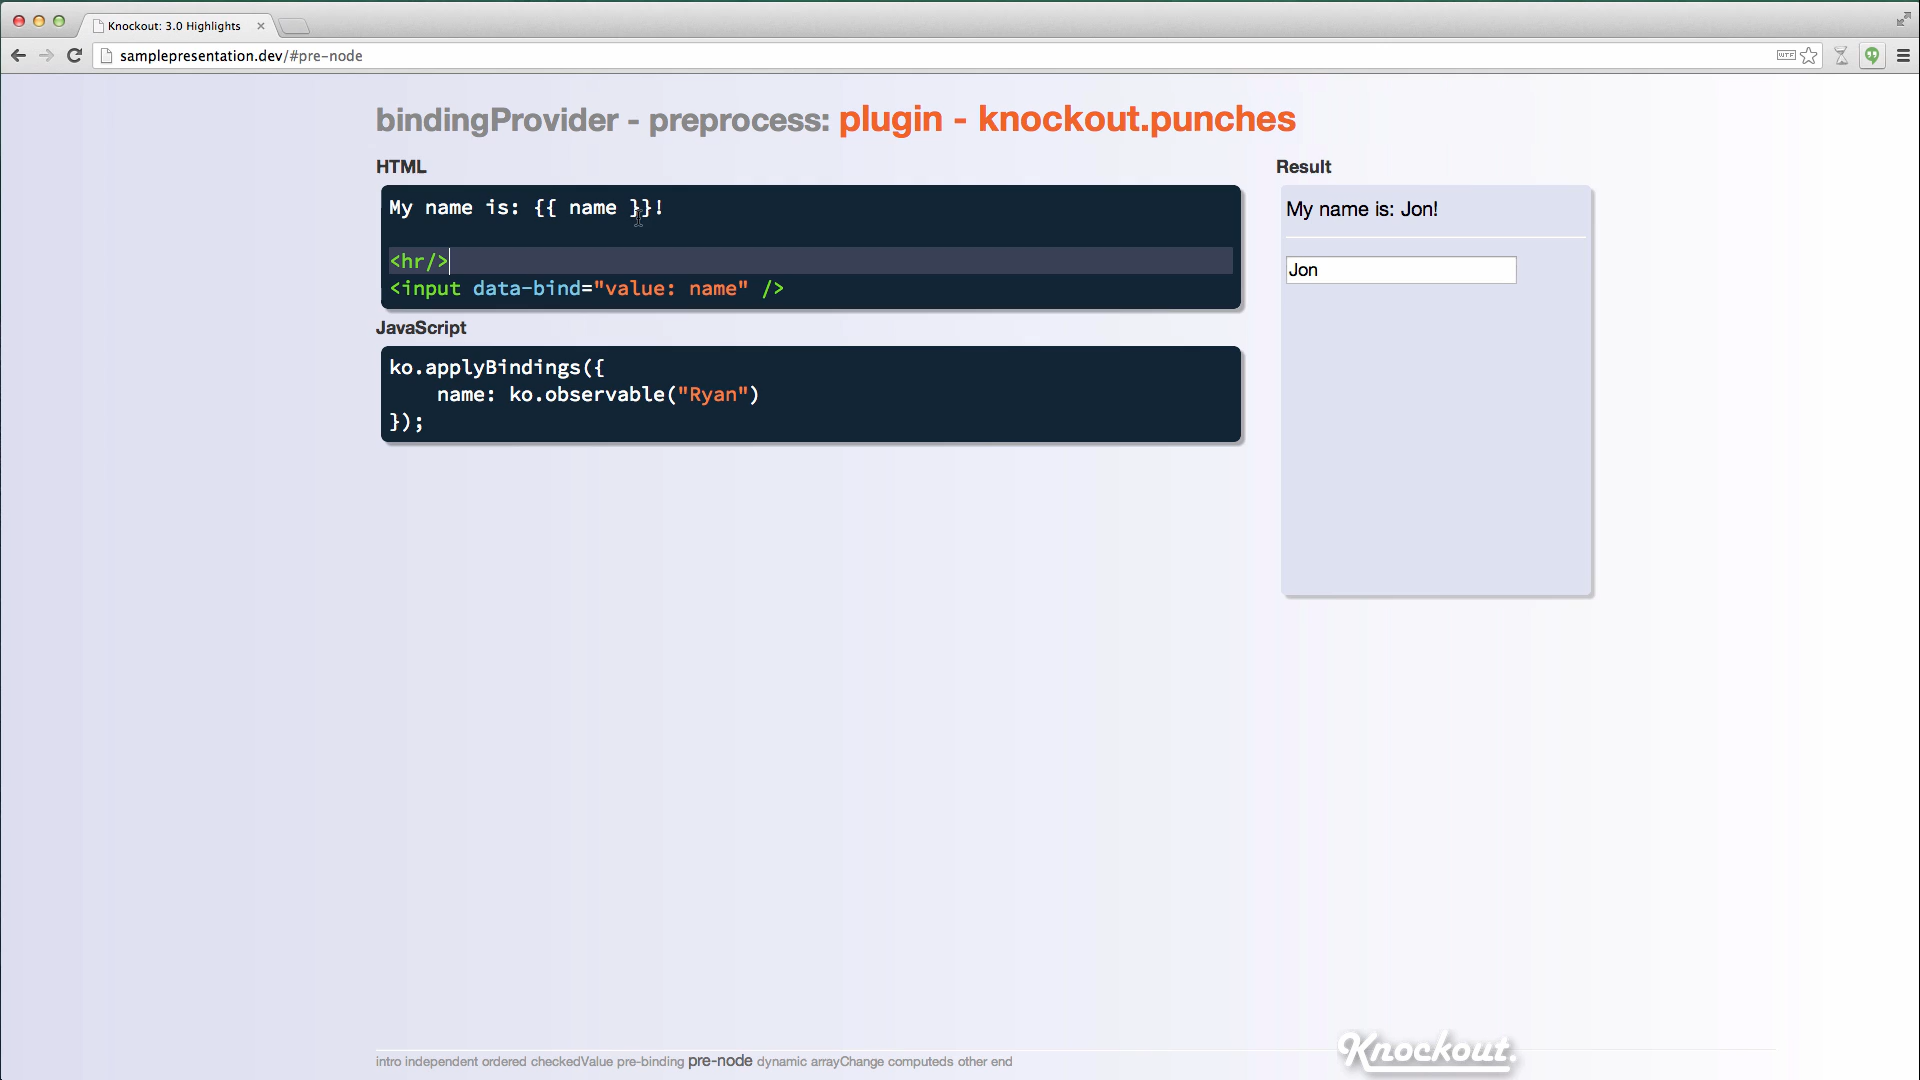 Knockout: 3.0 Highlights
samplepresentation.dev/#pre-node
WTF
bindingProvider - preprocess: plugin - knockout.punches
HTML
My name is: {{ name }}!
<hr/>
<input data-bind="value: name" />
JavaScript
ko.applyBindings({
    name: ko.observable("Ryan")
});
Result
My name is: Jon!
Jon
intro independent ordered checkedValue pre-binding pre-node dynamic arrayChange computeds other end
Knockout.